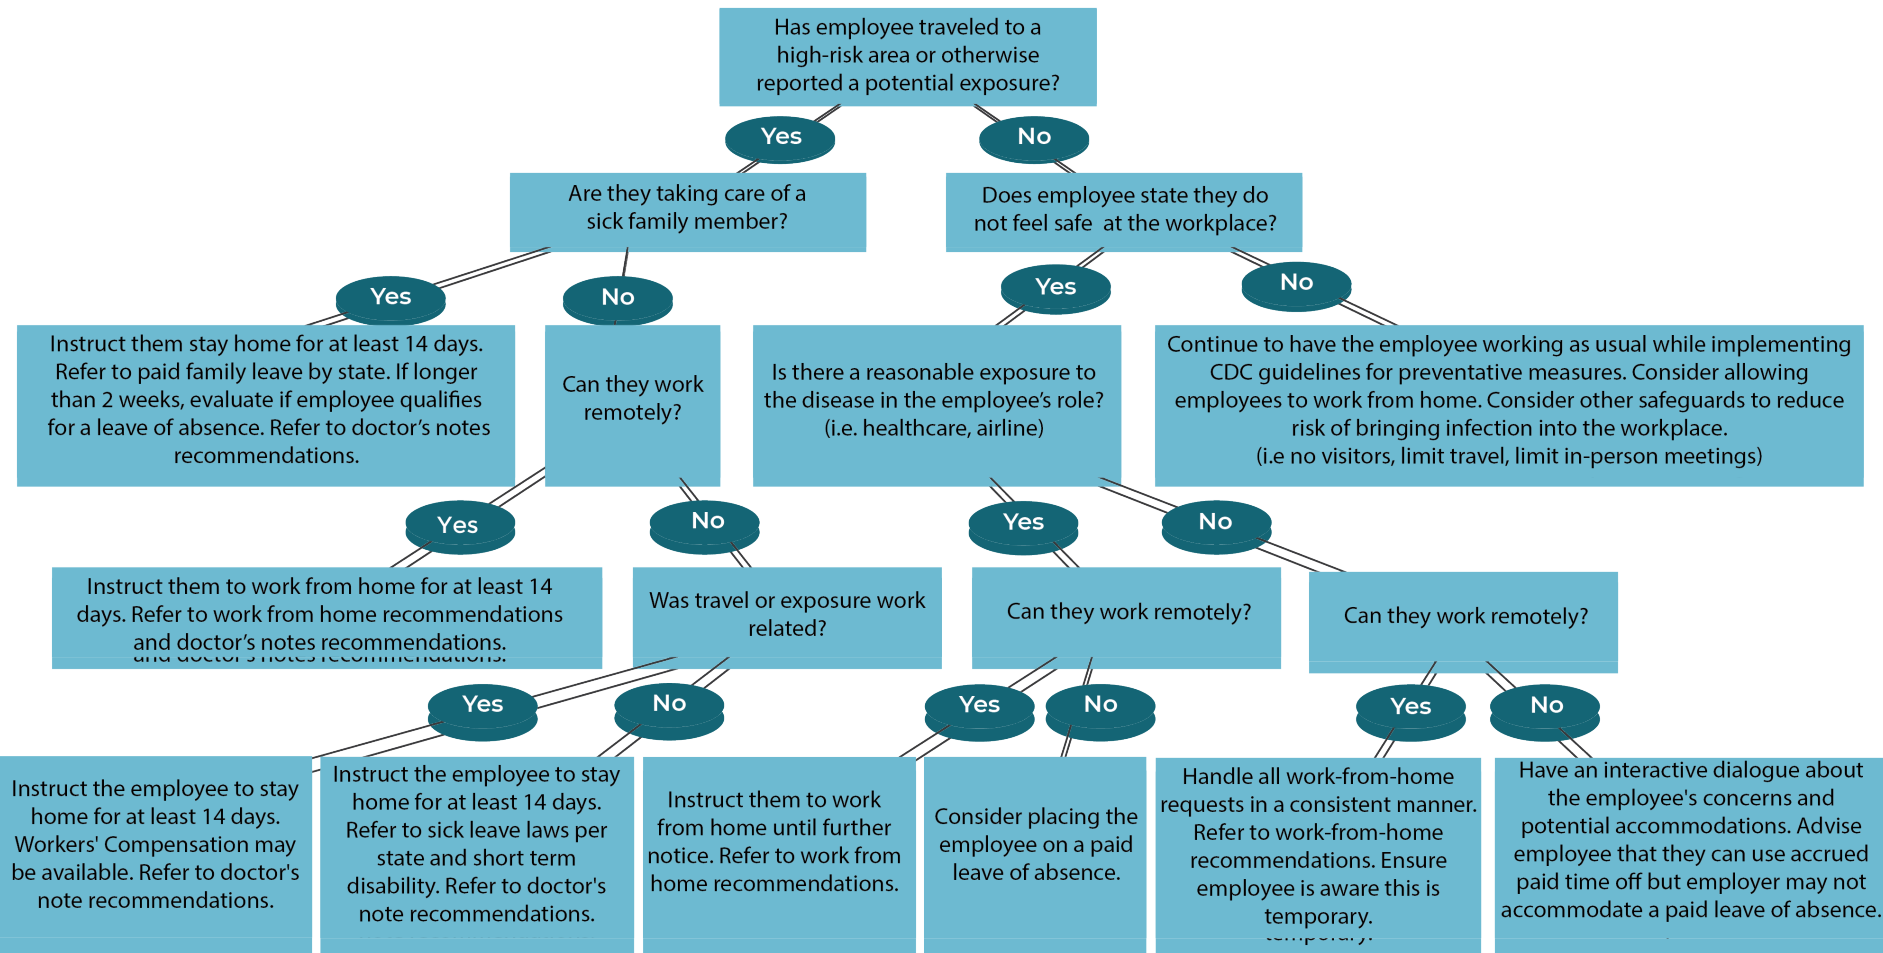 Has employee traveled to a
high-risk area or otherwise
reported a potential exposure?
Yes
No
Are they taking care of a
sick family member?
Does employee state they do
not feel safe at the workplace?
Yes
No
Yes
No
Instruct them stay home for at least 14 days.
Refer to paid family leave by state. If longer
than 2 weeks, evaluate if employee qualifies
for a leave of absence. Refer to doctor’s notes
recommendations.
Can they work
remotely?
Is there a reasonable exposure to
the disease in the employee’s role?
(i.e. healthcare, airline)
Continue to have the employee working as usual while implementing
CDC guidelines for preventative measures. Consider allowing
employees to work from home. Consider other safeguards to reduce
risk of bringing infection into the workplace.
(i.e no visitors, limit travel, limit in-person meetings)
Yes
No
Yes
No
Instruct them to work from home for at least 14
days. Refer to work from home recommendations
and doctor’s notes recommendations.
Was travel or exposure work
related?
Can they work remotely?
Can they work remotely?
Yes
No
Yes
No
Yes
No
Instruct the employee to stay
home for at least 14 days.
Workers' Compensation may
be available. Refer to doctor's
note recommendations.
Instruct the employee to stay
home for at least 14 days.
Refer to sick leave laws per
state and short term
disability. Refer to doctor's
note recommendations.
Instruct them to work
from home until further
notice. Refer to work from
home recommendations.
Consider placing the
employee on a paid
leave of absence.
Handle all work-from-home
requests in a consistent manner.
Refer to work-from-home
recommendations. Ensure
employee is aware this is
temporary.
Have an interactive dialogue about
the employee's concerns and
potential accommodations. Advise
employee that they can use accrued
paid time off but employer may not
accommodate a paid leave of absence.